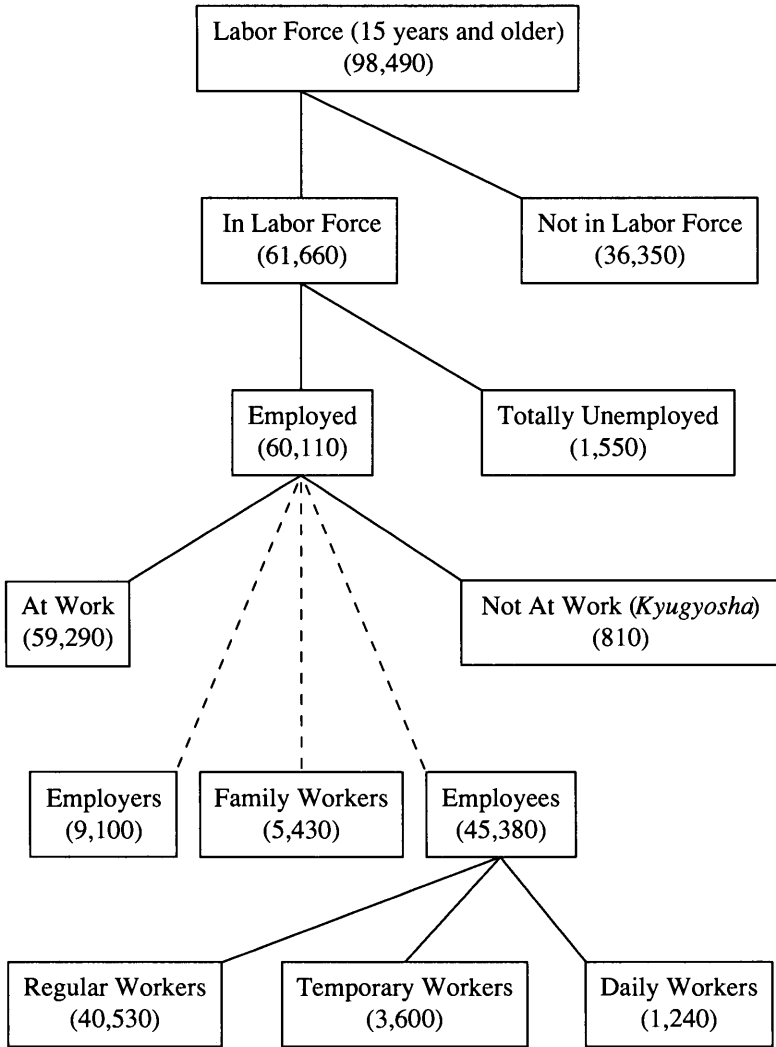 Labor Force (15 years and older)
(98,490)
In Labor Force
(61,660)
Not in Labor Force
(36,350)
Employed
(60,110)
Totally Unemployed
(1,550)
At Work
(59,290)
Not At Work (Kyugyosha)
(810)
Employers
(9,100)
Family Workers
(5,430)
Employees
(45,380)
Regular Workers
(40,530)
Temporary Workers
(3,600)
Daily Workers
(1,240)